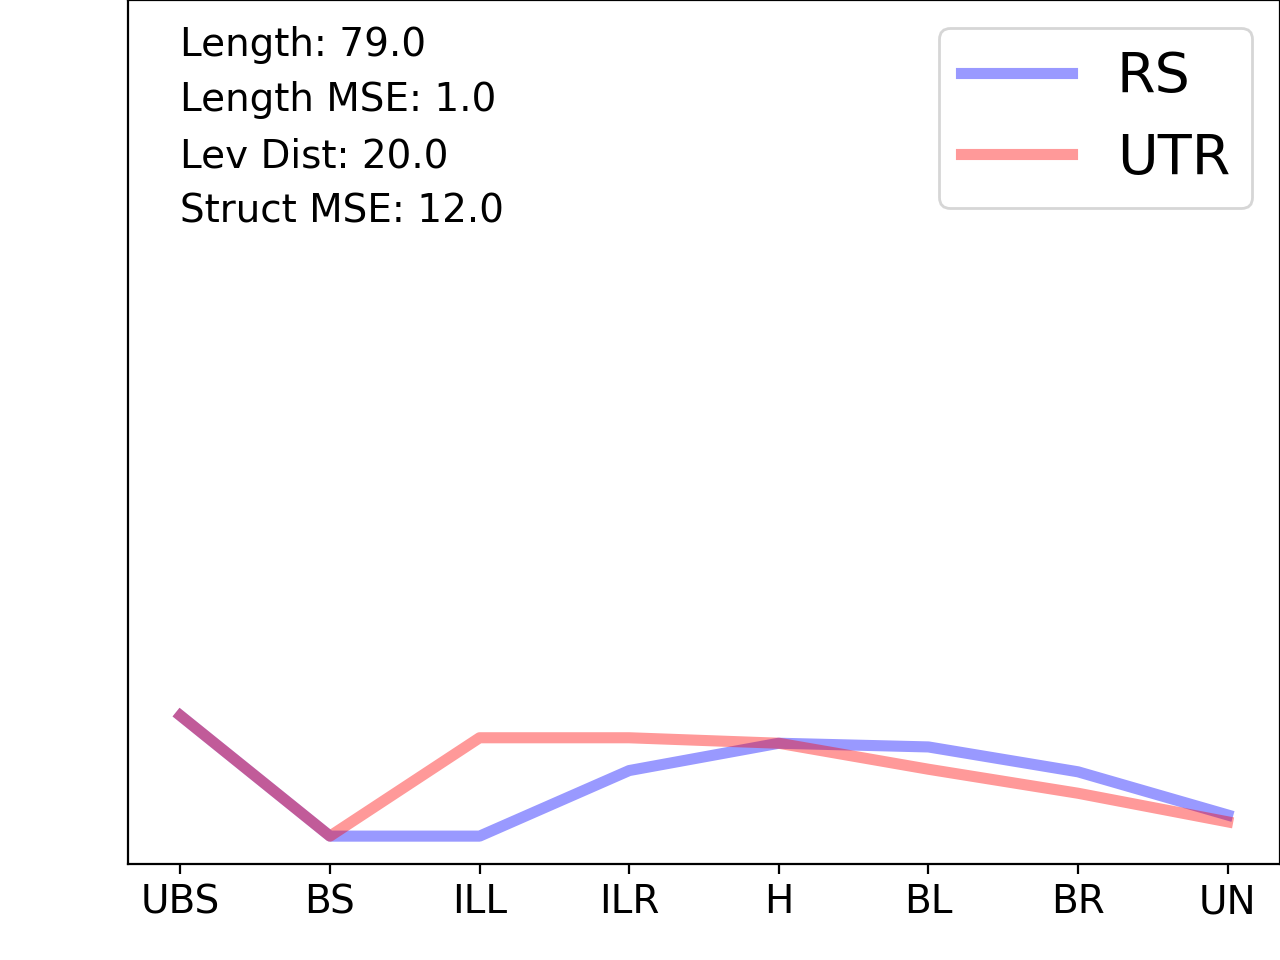 Length: 79.0
Length MSE: 1.0
Lev Dist: 20.0
Struct MSE: 12.0
RS
UTR
UBS BS ILL ILR H BL BR UN